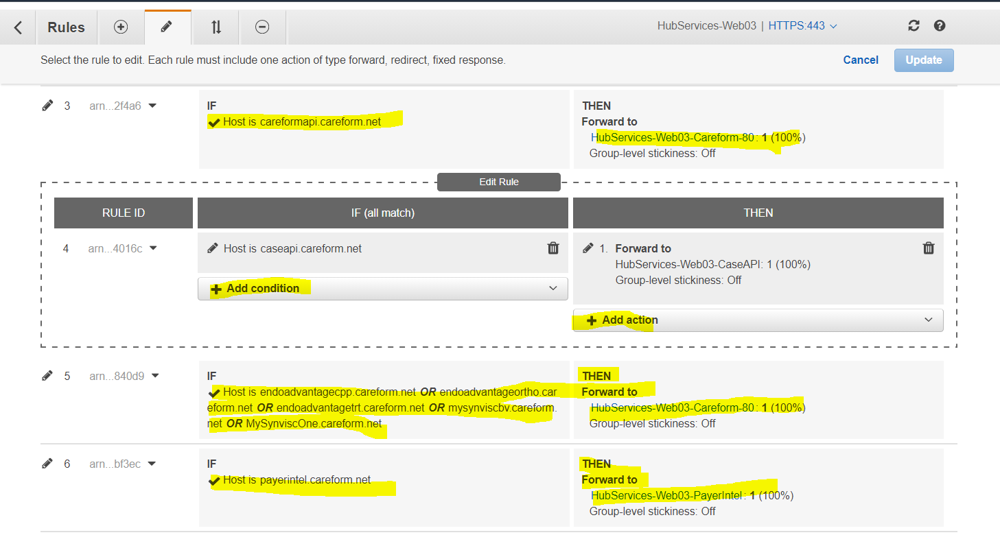 Rules
HubServices-Web03 | HTTPS:443
Select the rule to edit. Each rule must include one action of type forward, redirect, fixed response.
Cancel
Update
3
arn...2f4a6
IF
Host is careformapi.careform.net
THEN
Forward to
HubServices-Web03-Careform-80: 1 (100%)
Group-level stickiness: Off
Edit Rule
RULE ID
IF (all match)
THEN
4
arn...4016c
Host is caseapi.careform.net
1. Forward to
HubServices-Web03-CaseAPI: 1 (100%)
Group-level stickiness: Off
Add condition
Add action
5
arn...840d9
IF
Host is endoadvantagecpp.careform.net OR endoadvantageortho.car
eform.net OR endoadvantagetrt.careform.net OR mysynviscbv.careform.
net OR MySynviscOne.careform.net
THEN
Forward to
HubServices-Web03-Careform-80: 1 (100%)
Group-level stickiness: Off
6
arn...bf3ec
IF
Host is payerintel.careform.net
THEN
Forward to
HubServices-Web03-PayerIntel: 1 (100%)
Group-level stickiness: Off